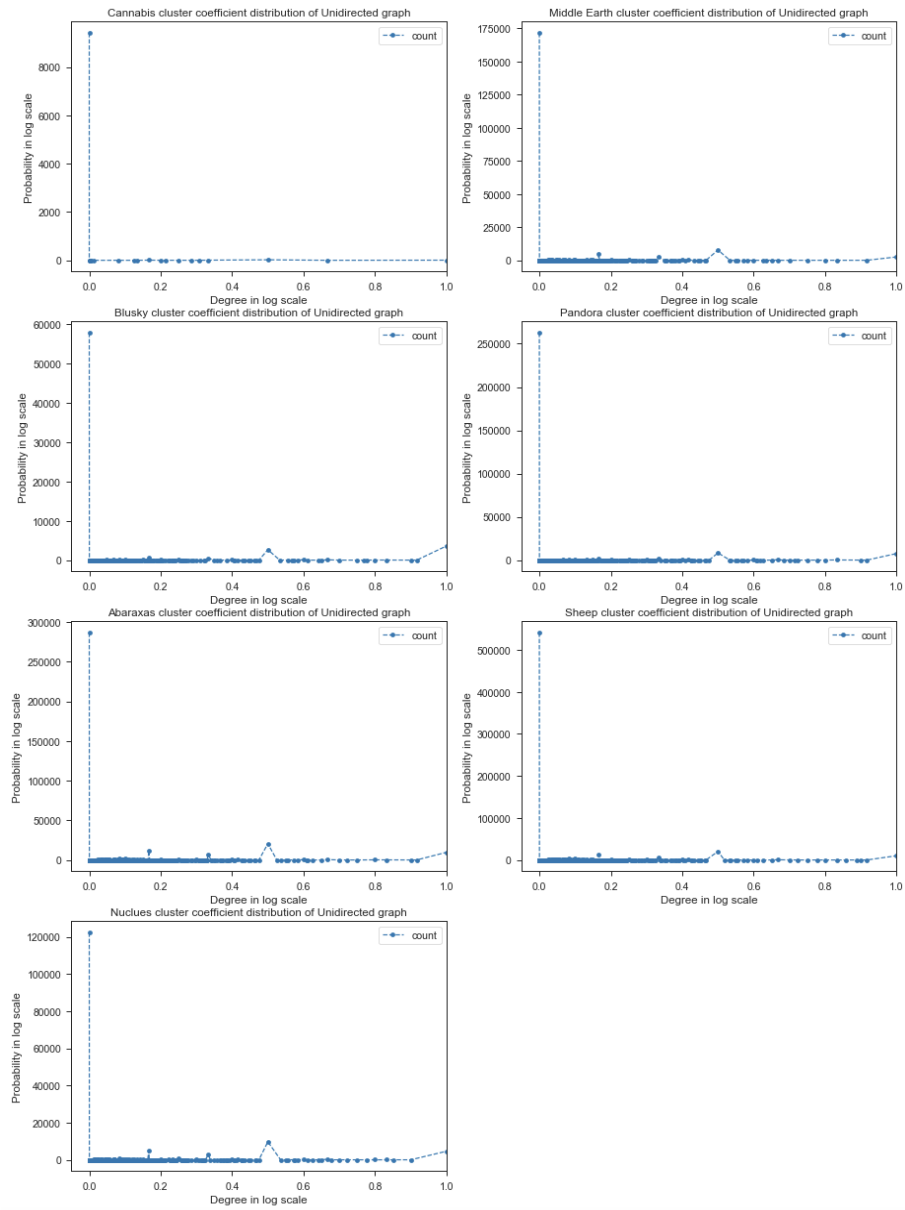 Cannabis cluster coefficient distribution of Unidirected graph
count
8000
6000
4000
2000
0
Probability in log scale
0.0 0.2 0.4 0.6 0.8 1.0
Degree in log scale
Middle Earth cluster coefficient distribution of Unidirected graph
count
175000
150000
125000
100000
75000
50000
25000
0
Probability in log scale
0.0 0.2 0.4 0.6 0.8 1.0
Degree in log scale
Blusky cluster coefficient distribution of Unidirected graph
count
60000
50000
40000
30000
20000
10000
0
Probability in log scale
0.0 0.2 0.4 0.6 0.8 1.0
Degree in log scale
Pandora cluster coefficient distribution of Unidirected graph
count
250000
200000
150000
100000
50000
0
Probability in log scale
0.0 0.2 0.4 0.6 0.8 1.0
Degree in log scale
Abaraxas cluster coefficient distribution of Unidirected graph
count
300000
250000
200000
150000
100000
50000
0
Probability in log scale
0.0 0.2 0.4 0.6 0.8 1.0
Degree in log scale
Sheep cluster coefficient distribution of Unidirected graph
count
500000
400000
300000
200000
100000
0
Probability in log scale
0.0 0.2 0.4 0.6 0.8 1.0
Degree in log scale
Nuclues cluster coefficient distribution of Unidirected graph
count
120000
100000
80000
60000
40000
20000
0
Probability in log scale
0.0 0.2 0.4 0.6 0.8 1.0
Degree in log scale